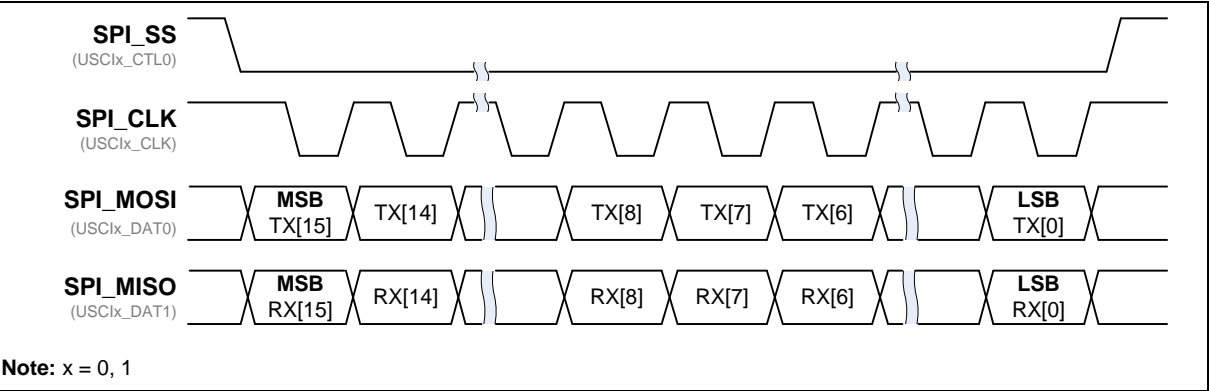 SPI_SS
(USCIx_CTL0)
SPI_CLK
(USCIx_CLK)
SPI_MOSI
(USCIx_DAT0)
MSB
TX[15]
TX[14]
TX[8]
TX[7]
TX[6]
LSB
TX[0]
SPI_MISO
(USCIx_DAT1)
MSB
RX[15]
RX[14]
RX[8]
RX[7]
RX[6]
LSB
RX[0]
Note: x = 0, 1